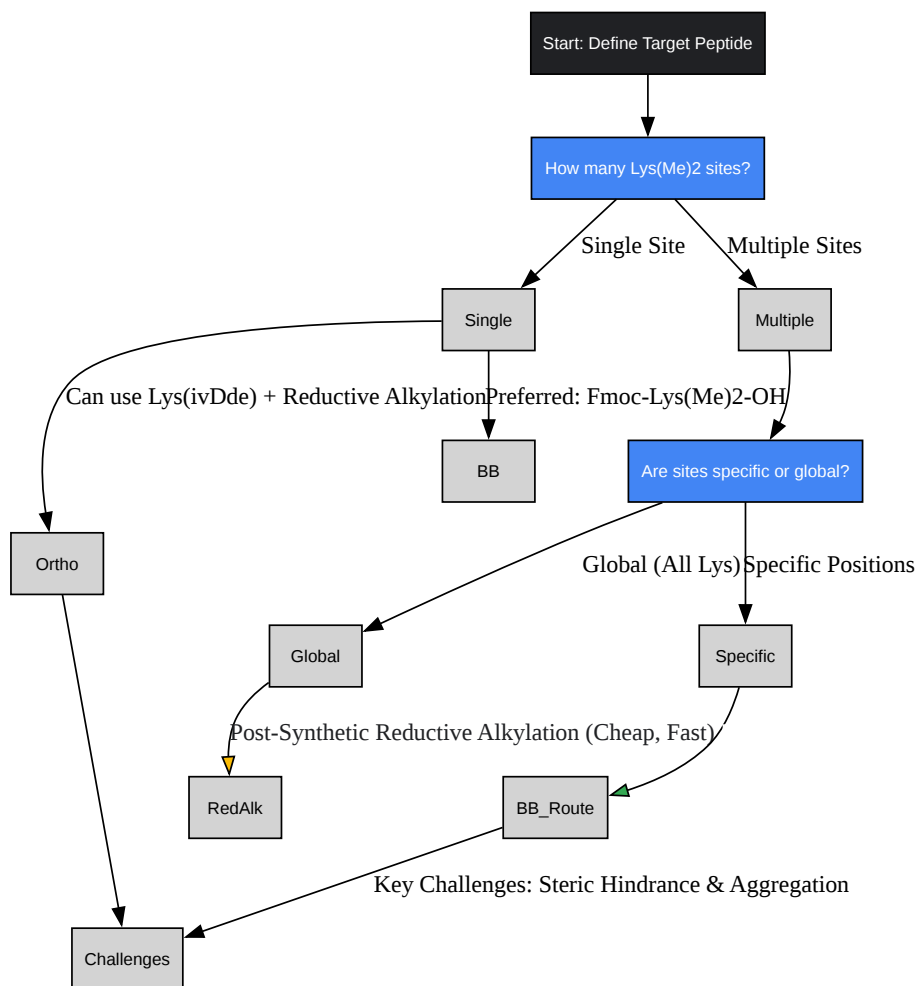 Start: Define Target Peptide
How many Lys(Me)2 sites?
Single Site
Multiple Sites
Single
Multiple
Can use Lys(ivDde) + Reductive Alkylation
Preferred: Fmoc-Lys(Me)2-OH
BB
Are sites specific or global?
Ortho
Global (All Lys)
Specific Positions
Global
Specific
Post-Synthetic Reductive Alkylation (Cheap, Fast)
RedAlk
BB_Route
Key Challenges: Steric Hindrance & Aggregation
Challenges